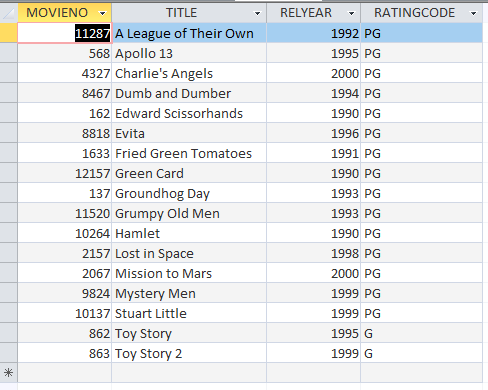 MOVIENO TITLE RELYEAR RATINGCODE
11287 A League of Their Own 1992 PG
568 Apollo 13 1995 PG
4327 Charlie's Angels 2000 PG
8467 Dumb and Dumber 1994 PG
162 Edward Scissorhands 1990 PG
8818 Evita 1996 PG
1633 Fried Green Tomatoes 1991 PG
12157 Green Card 1990 PG
137 Groundhog Day 1993 PG
11520 Grumpy Old Men 1993 PG
10264 Hamlet 1990 PG
2157 Lost in Space 1998 PG
2067 Mission to Mars 2000 PG
9824 Mystery Men 1999 PG
10137 Stuart Little 1999 PG
862 Toy Story 1995 G
863 Toy Story 2 1999 G